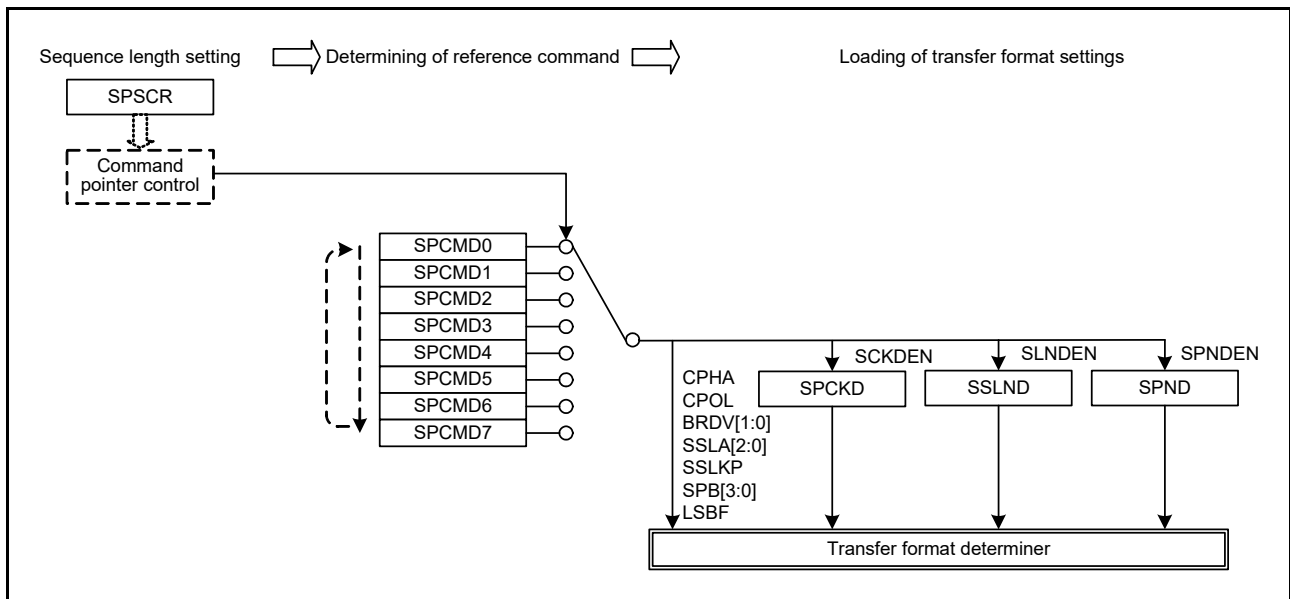 Sequence length setting
Determining of reference command
Loading of transfer format settings
SPSCR
Command
pointer control
SPCMD0
SPCMD1
SPCMD2
SPCMD3
SPCMD4
SPCMD5
SPCMD6
SPCMD7
SCKDEN
SLNDEN
SPNDEN
CPHA
CPOL
BRDV[1:0]
SSLA[2:0]
SSLKP
SPB[3:0]
LSBF
SPCKD
SSLND
SPND
Transfer format determiner